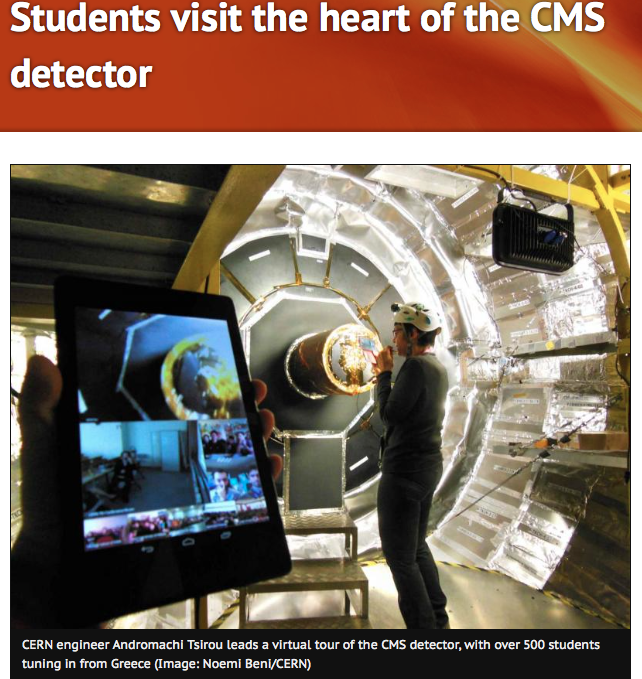 Students visit the heart of the CMS
detector
CERN engineer Andromachi Tsirou leads a virtual tour of the CMS detector, with over 500 students
tuning in from Greece (Image: Noemi Beni/CERN)